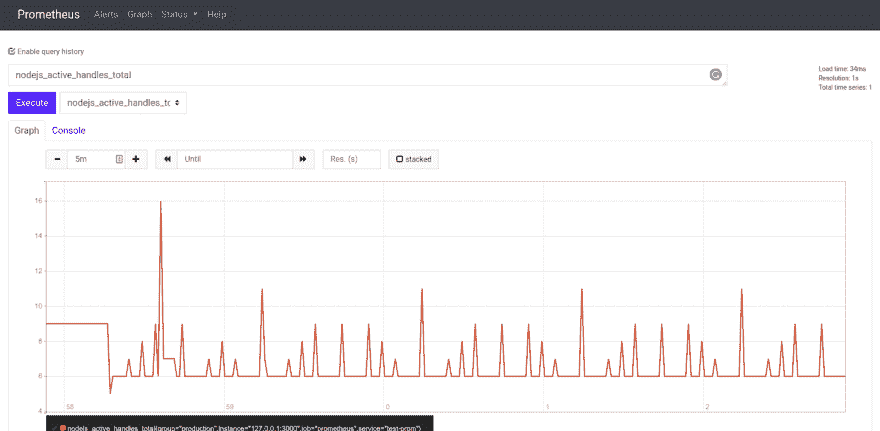 Prometheus Alerts Graph Status Help
Enable query history
nodejs_active_handles_total
Load time: 34ms
Resolution: 1s
Total time series: 1
Execute nodejs_active_handles_tc
Graph Console
5m Until Res. (s) stacked
16
14
12
10
8
6
4
58 59 0 1 2
nodejs_active_handles_total{group="production",instance="127.0.0.1:3000",job="prometheus",service="test-prom"}